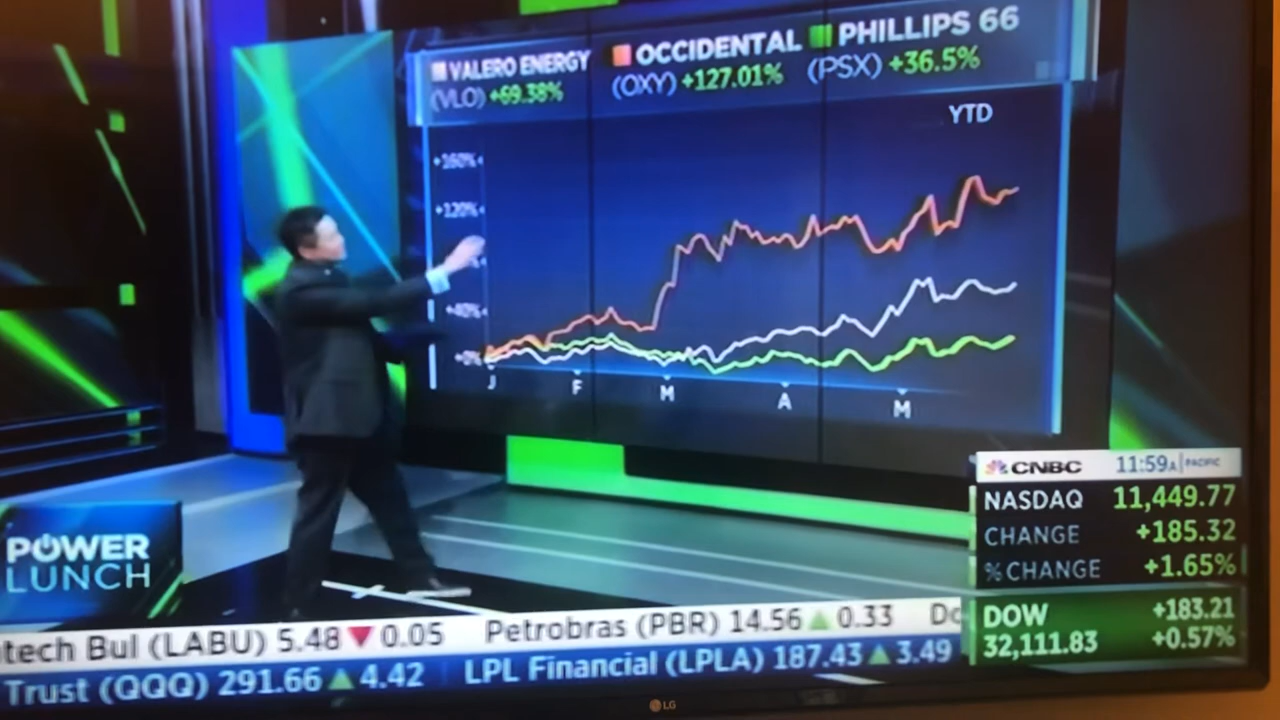 VALERO ENERGY
(VLO) +69.38%
OCCIDENTAL
(OXY) +127.01%
PHILLIPS 66
(PSX) +36.5%
YTD
+160%
+120%
+40%
+0%
J F M A M
CNBC 11:59A PACIFIC
NASDAQ 11,449.77
CHANGE +185.32
% CHANGE +1.65%
DOW +183.21
32,111.83 +0.57%
POWER
LUNCH
tech Bul (LABU) 5.48 ▼ 0.05 Petrobras (PBR) 14.56 ▲ 0.33 Do
Trust (QQQ) 291.66 ▲ 4.42 LPL Financial (LPLA) 187.43 ▲ 3.49
LG